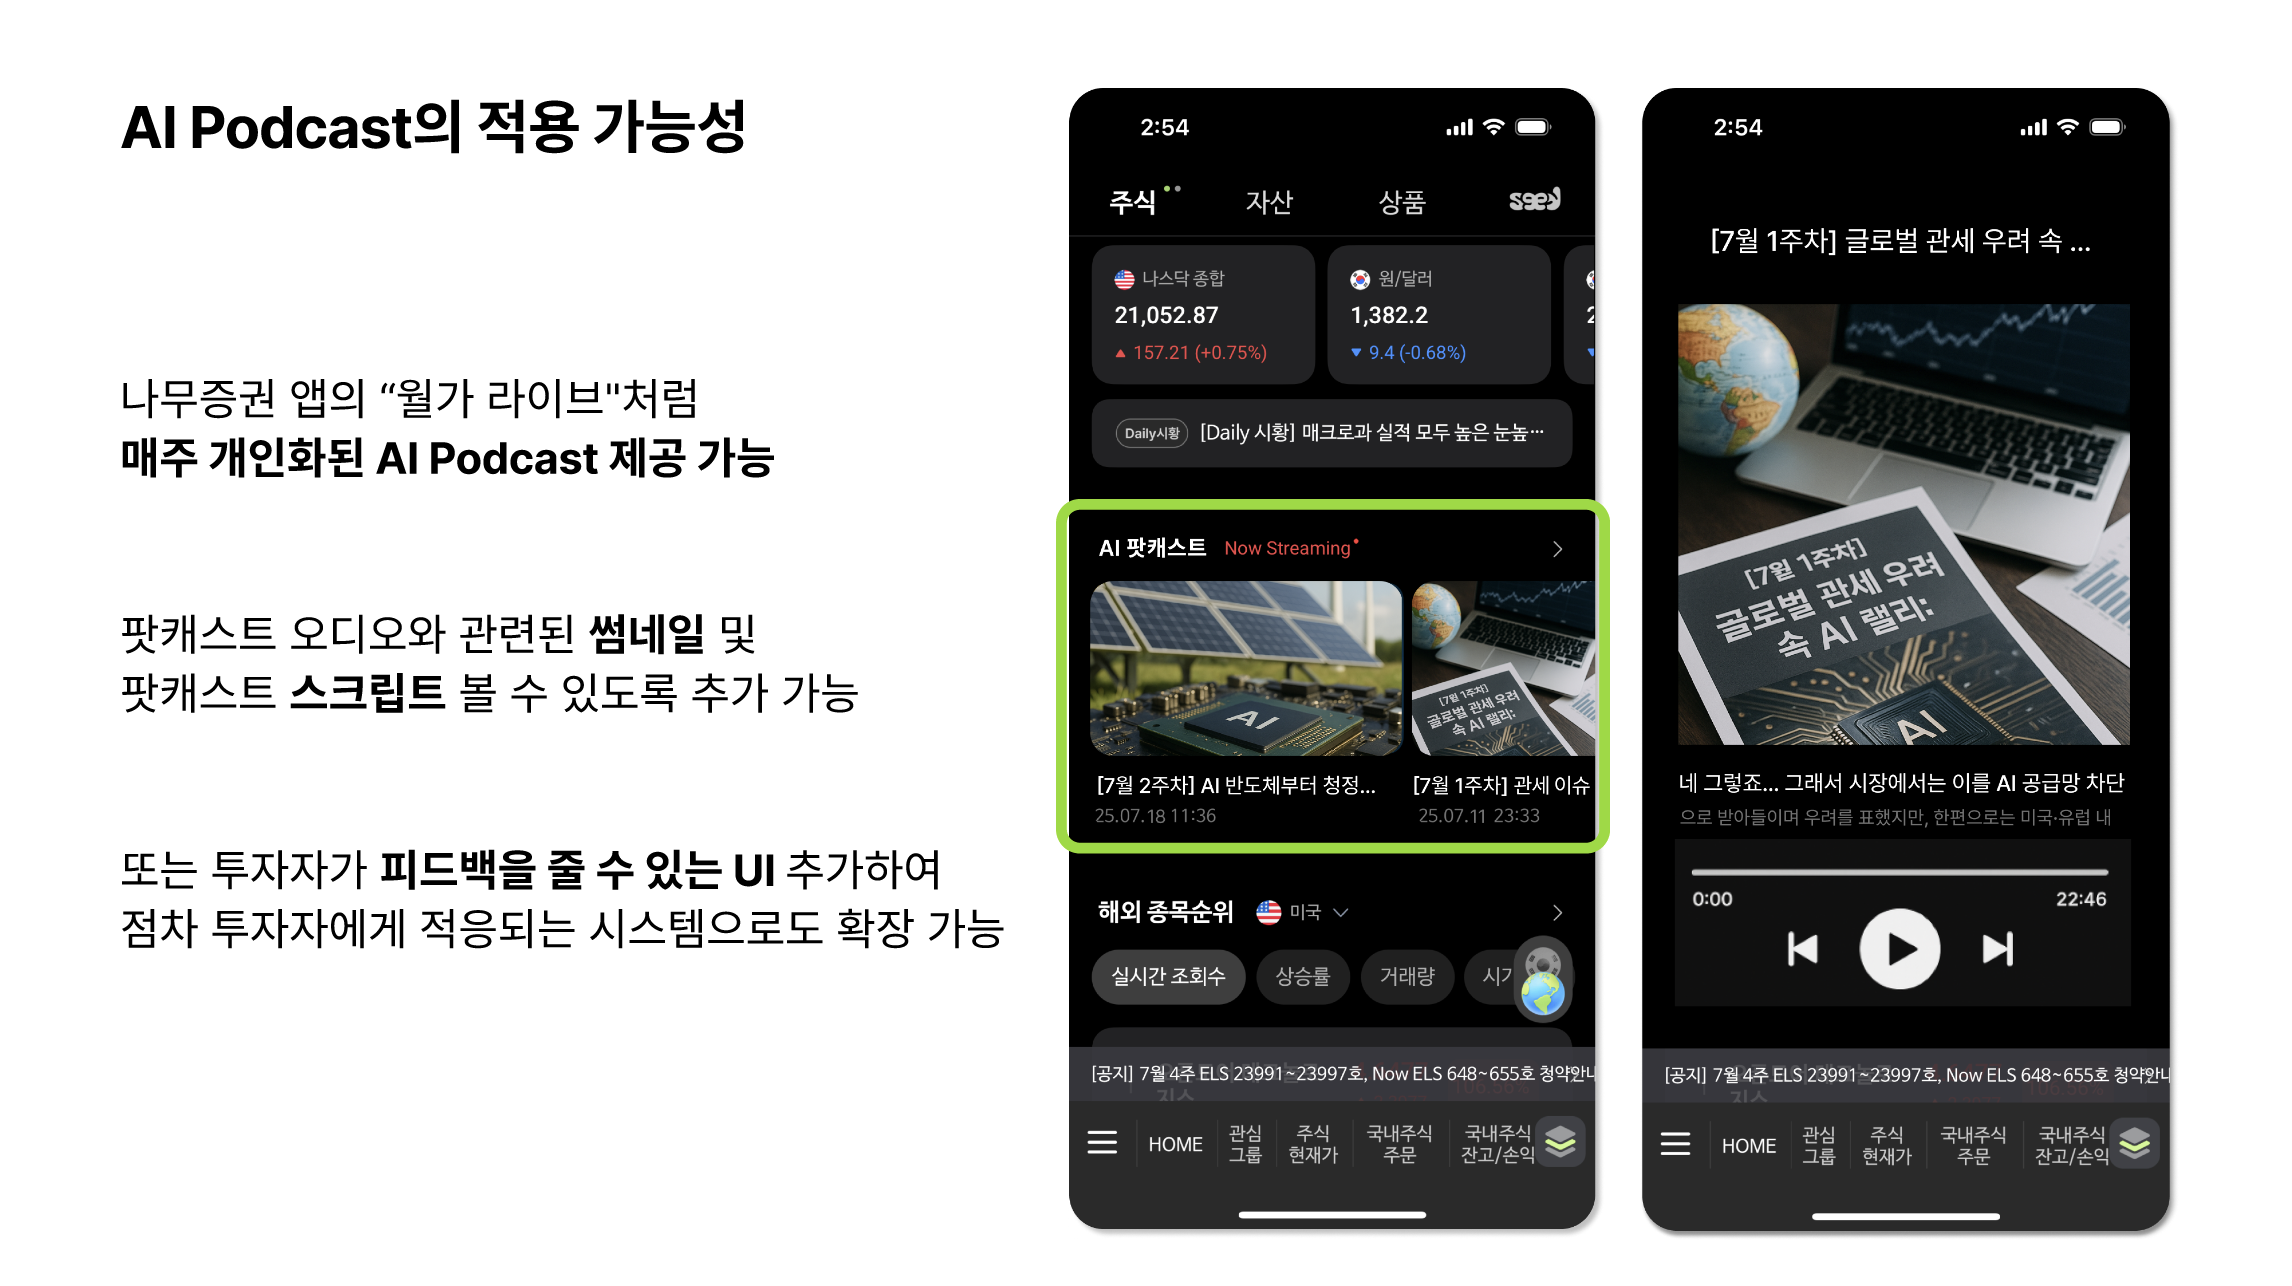 AI Podcast의 적용 가능성
나무증권 앱의 “월가 라이브"처럼
매주 개인화된 AI Podcast 제공 가능
팟캐스트 오디오와 관련된 썸네일 및
팟캐스트 스크립트 볼 수 있도록 추가 가능
또는 투자자가 피드백을 줄 수 있는 UI 추가하여
점차 투자자에게 적응되는 시스템으로도 확장 가능
2:54
주식 자산 상품 seed
나스닥 종합
21,052.87
▲ 157.21 (+0.75%)
원/달러
1,382.2
▼ 9.4 (-0.68%)
Daily시황 [Daily 시황] 매크로과 실적 모두 높은 눈높…
AI 팟캐스트 Now Streaming
AI
[7월 1주차]
글로벌 관세 우려
속 AI 랠리:
[7월 2주차] AI 반도체부터 청정...
25.07.18 11:36
[7월 1주차] 관세 이슈
25.07.11 23:33
해외 종목순위 미국
실시간 조회수 상승률 거래량
[공지] 7월 4주 ELS 23991~23997호, Now ELS 648~655호 청약안내
HOME
관심
그룹
주식
현재가
국내주식
주문
국내주식
잔고/손익
2:54
[7월 1주차] 글로벌 관세 우려 속 ...
[7월 1주차]
글로벌 관세 우려
속 AI 랠리:
AI
네 그렇죠... 그래서 시장에서는 이를 AI 공급망 차단
으로 받아들이며 우려를 표했지만, 한편으로는 미국·유럽 내
0:00 22:46
[공지] 7월 4주 ELS 23991~23997호, Now ELS 648~655호 청약안내
HOME
관심
그룹
주식
현재가
국내주식
주문
국내주식
잔고/손익